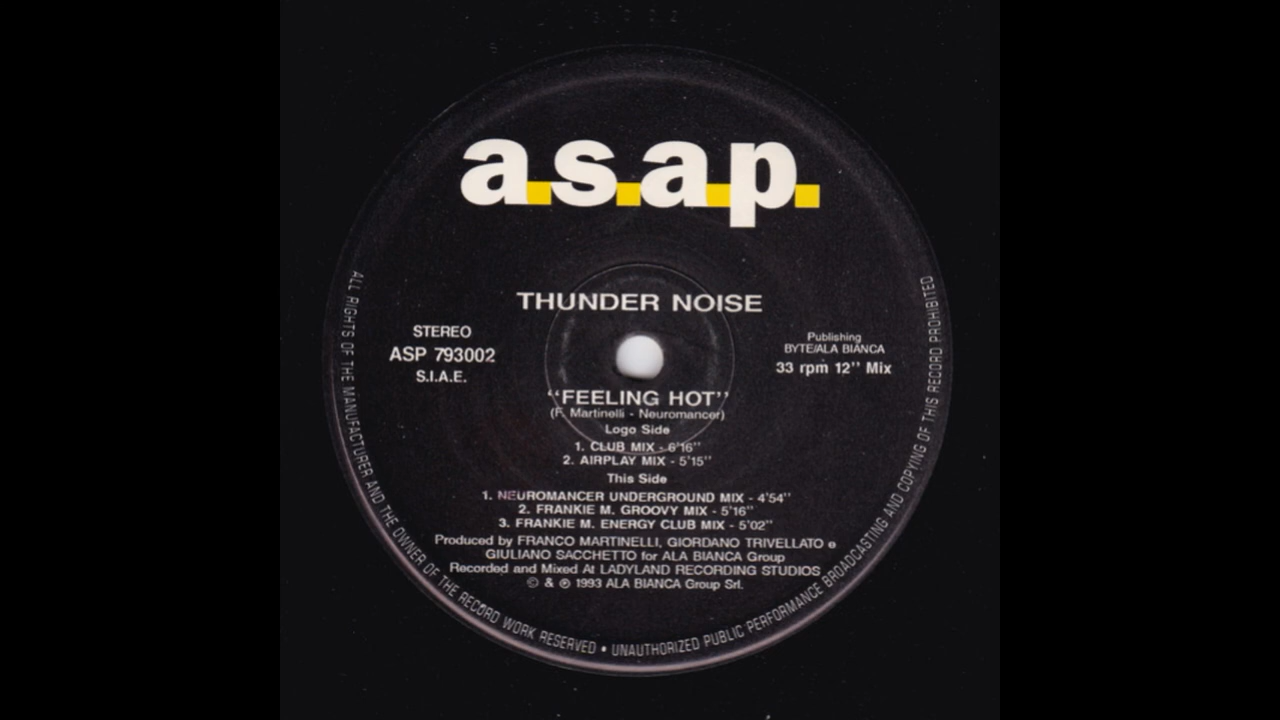 a.s.a.p.
THUNDER NOISE
STEREO
ASP 793002
S.I.A.E.
Publishing
BYTE/ALA BIANCA
33 rpm 12'' Mix
"FEELING HOT"
(F. Martinelli - Neuromancer)
Logo Side
1. CLUB MIX - 6'16''
2. AIRPLAY MIX - 5'15''
This Side
1. NEUROMANCER UNDERGROUND MIX - 4'54''
2. FRANKIE M. GROOVY MIX - 5'16''
3. FRANKIE M. ENERGY CLUB MIX - 5'02''
Produced by FRANCO MARTINELLI, GIORDANO TRIVELLATO e
GIULIANO SACCHETTO for ALA BIANCA Group
Recorded and Mixed At LADYLAND RECORDING STUDIOS
© & ℗ 1993 ALA BIANCA Group Srl.
ALL RIGHTS OF THE MANUFACTURER AND THE OWNER OF THE RECORD WORK RESERVED • UNAUTHORIZED PUBLIC PERFORMANCE BROADCASTING AND COPYING OF THIS RECORD PROHIBITED